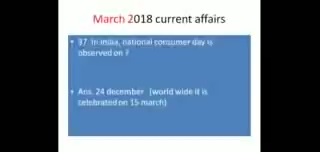 March 2018 current affairs
• 37 In india, national consumer day is
observed on ?
• Ans. 24 december (world wide it is
celebrated on 15 march)